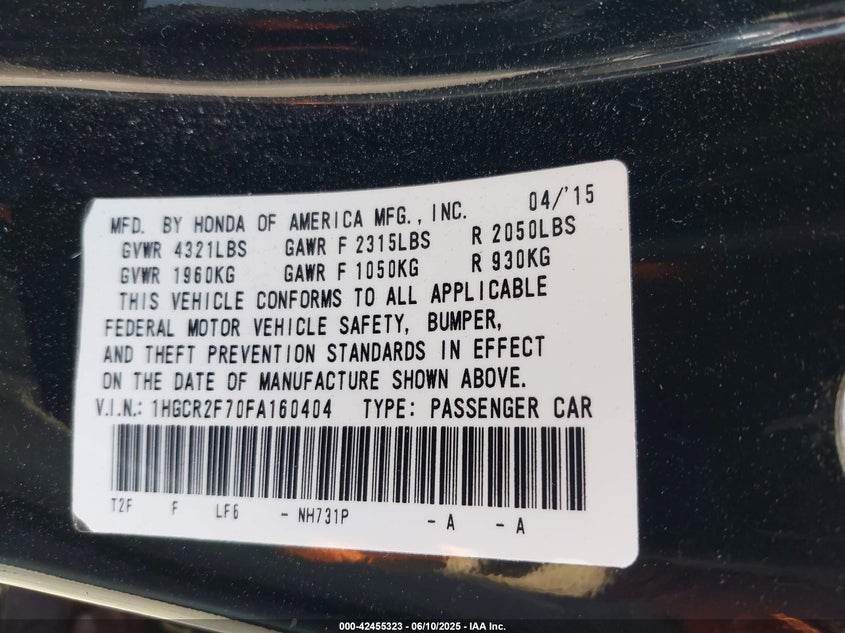 04/'15
MFD. BY HONDA OF AMERICA MFG., INC.
GVWR 4321LBS GAWR F 2315LBS R 2050LBS
GVWR 1960KG GAWR F 1050KG R 930KG
THIS VEHICLE CONFORMS TO ALL APPLICABLE
FEDERAL MOTOR VEHICLE SAFETY, BUMPER,
AND THEFT PREVENTION STANDARDS IN EFFECT
ON THE DATE OF MANUFACTURE SHOWN ABOVE.
V.I.N.: 1HGCR2F70FA160404 TYPE: PASSENGER CAR
T2F F LF6 - NH731P - A - A
000-42455323 - 06/10/2025 - IAA Inc.